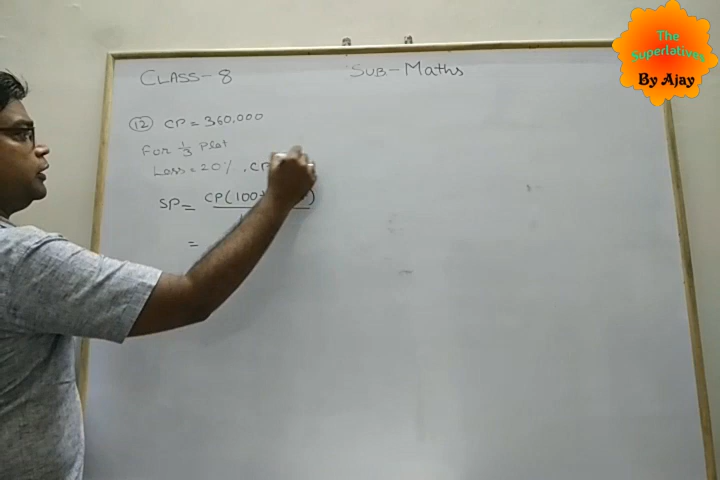 CLASS-8
SUB-Maths
The
Superlatives
By Ajay
(12) CP = 360,000
For 1/3 Plot
Loss = 20% . CP
SP = CP(100
=